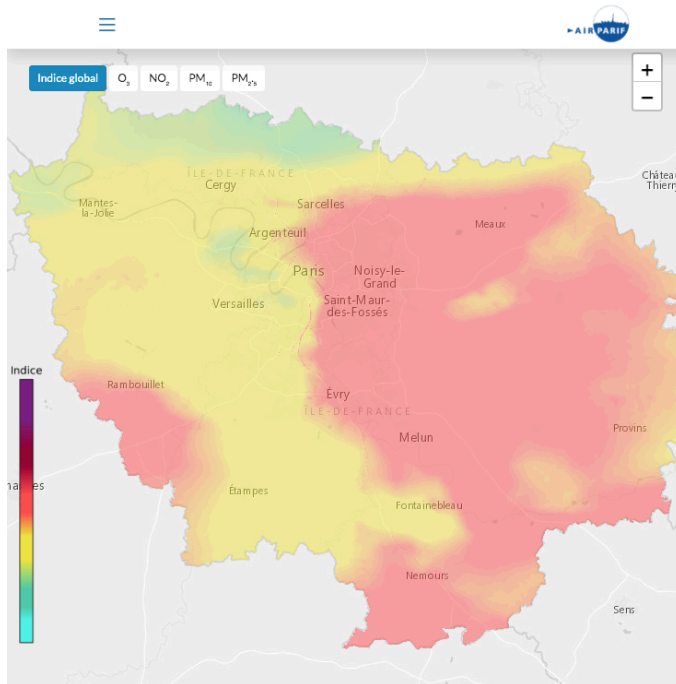 AIRPARIF
Indice global
O₃
NO₂
PM₁₀
PM₂.₅
+
−
Château
Thierry
ÎLE-DE-FRANCE
Cergy
Mantes-
la-Jolie
Sarcelles
Meaux
Argenteuil
Paris
Noisy-le-
Grand
Versailles
Saint-Maur-
des-Fossés
Indice
Rambouillet
Évry
ÎLE-DE-FRANCE
Melun
Provins
Étampes
Fontainebleau
Nemours
Sens